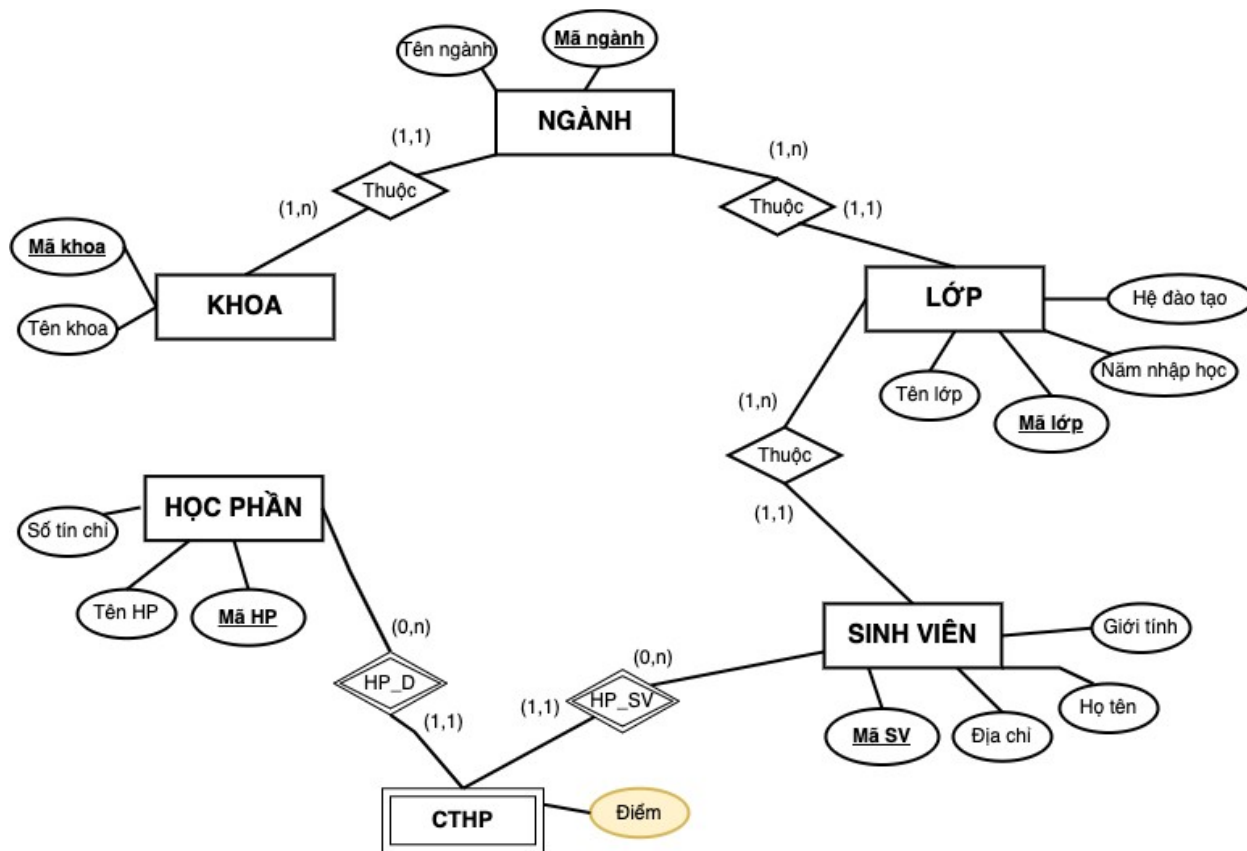 Tên ngành
Mã ngành
NGÀNH
(1,1)
Thuộc
(1,n)
(1,n)
Thuộc
(1,1)
Mã khoa
Tên khoa
KHOA
LỚP
Hệ đào tạo
Năm nhập học
Tên lớp
Mã lớp
(1,n)
Thuộc
(1,1)
HỌC PHẦN
Số tín chỉ
Tên HP
Mã HP
(0,n)
HP_D
(1,1)
SINH VIÊN
Giới tính
Họ tên
Mã SV
Địa chỉ
(0,n)
HP_SV
(1,1)
CTHP
Điểm